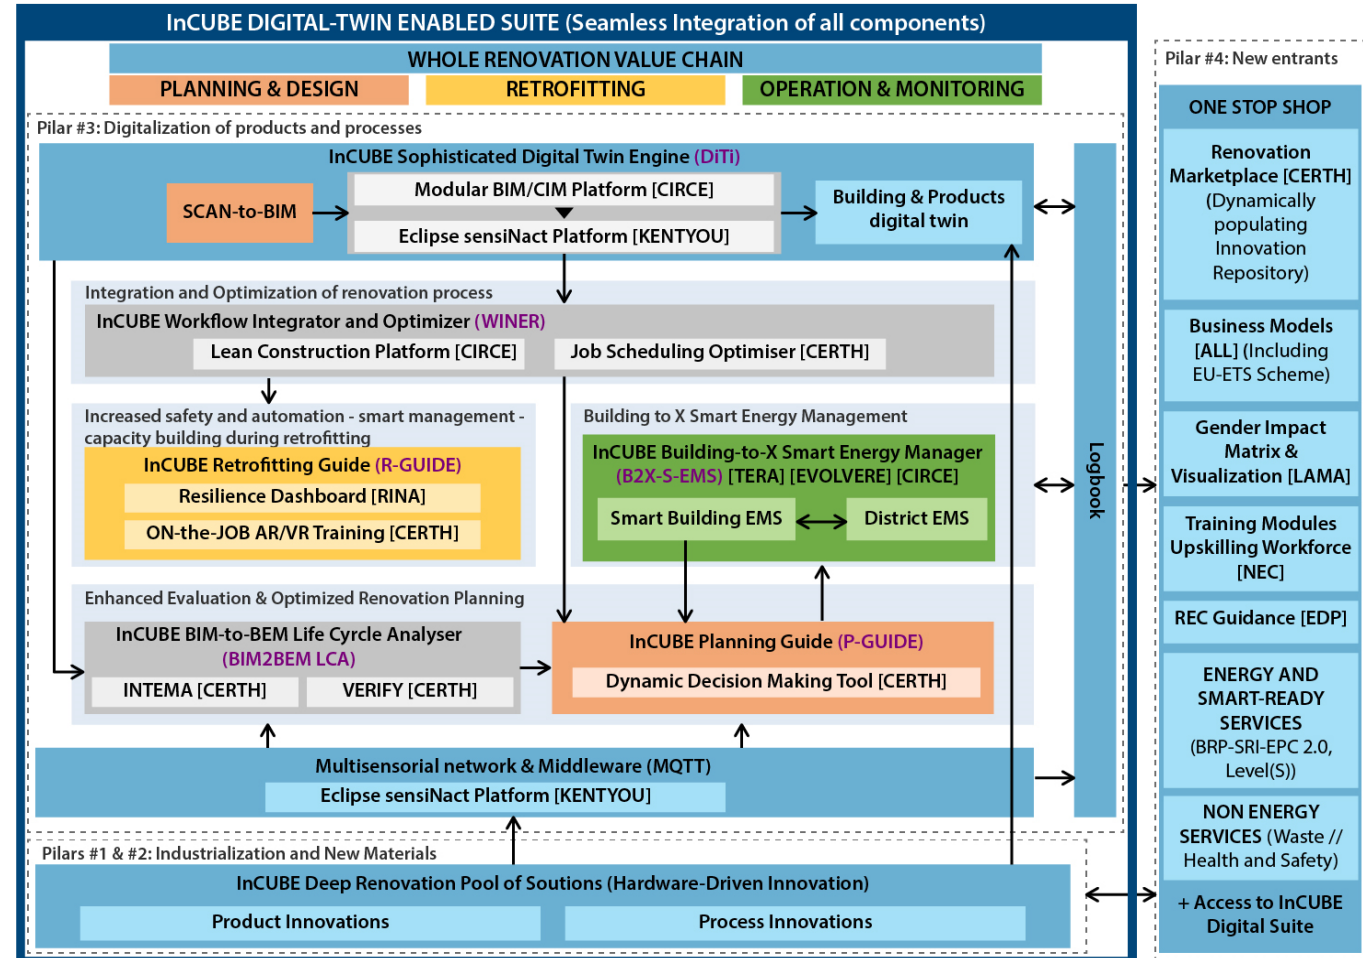 InCUBE DIGITAL-TWIN ENABLED SUITE (Seamless Integration of all components)
WHOLE RENOVATION VALUE CHAIN
PLANNING & DESIGN
RETROFITTING
OPERATION & MONITORING
Pilar #3: Digitalization of products and processes
InCUBE Sophisticated Digital Twin Engine (DiTi)
SCAN-to-BIM
Modular BIM/CIM Platform [CIRCE]
Eclipse sensiNact Platform [KENTYOU]
Building & Products
digital twin
Integration and Optimization of renovation process
InCUBE Workflow Integrator and Optimizer (WINER)
Lean Construction Platform [CIRCE]
Job Scheduling Optimiser [CERTH]
Increased safety and automation - smart management -
capacity building during retrofitting
InCUBE Retrofitting Guide (R-GUIDE)
Resilience Dashboard [RINA]
ON-the-JOB AR/VR Training [CERTH]
Building to X Smart Energy Management
InCUBE Building-to-X Smart Energy Manager
(B2X-S-EMS) [TERA] [EVOLVERE] [CIRCE]
Smart Building EMS
District EMS
Enhanced Evaluation & Optimized Renovation Planning
InCUBE BIM-to-BEM Life Cyrcle Analyser
(BIM2BEM LCA)
INTEMA [CERTH]
VERIFY [CERTH]
InCUBE Planning Guide (P-GUIDE)
Dynamic Decision Making Tool [CERTH]
Multisensorial network & Middleware (MQTT)
Eclipse sensiNact Platform [KENTYOU]
Logbook
Pilars #1 & #2: Industrialization and New Materials
InCUBE Deep Renovation Pool of Soutions (Hardware-Driven Innovation)
Product Innovations
Process Innovations
Pilar #4: New entrants
ONE STOP SHOP
Renovation
Marketplace [CERTH]
(Dynamically
populating
Innovation
Repository)
Business Models
[ALL] (Including
EU-ETS Scheme)
Gender Impact
Matrix &
Visualization [LAMA]
Training Modules
Upskilling Workforce
[NEC]
REC Guidance [EDP]
ENERGY AND
SMART-READY
SERVICES
(BRP-SRI-EPC 2.0,
Level(S))
NON ENERGY
SERVICES (Waste //
Health and Safety)
+ Access to InCUBE
Digital Suite